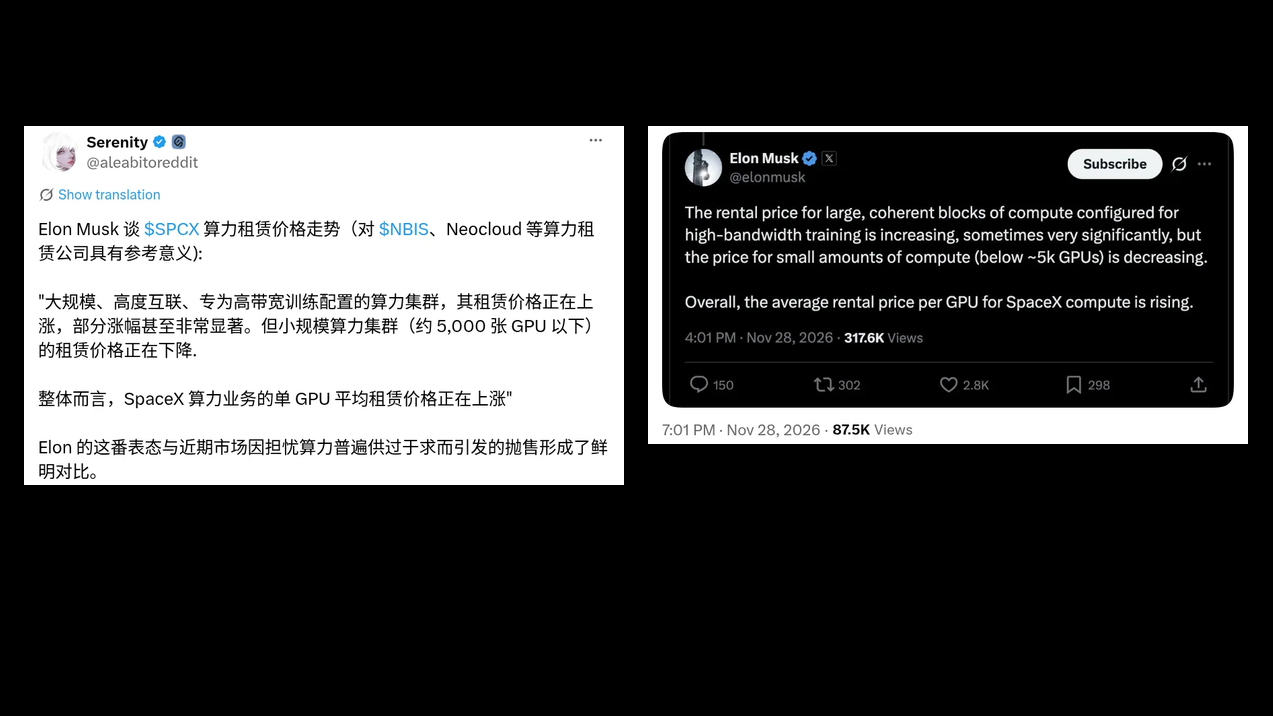 Serenity
@aleabitoreddit
Show translation
Elon Musk 谈 $SPCX 算力租赁价格走势（对 $NBIS、Neocloud 等算力租
赁公司具有参考意义):
"大规模、高度互联、专为高带宽训练配置的算力集群，其租赁价格正在上
涨，部分涨幅甚至非常显著。但小规模算力集群（约 5,000 张 GPU 以下）
的租赁价格正在下降.
整体而言，SpaceX 算力业务的单 GPU 平均租赁价格正在上涨"
Elon 的这番表态与近期市场因担忧算力普遍供过于求而引发的抛售形成了鲜
明对比。
Elon Musk
@elonmusk
Subscribe
The rental price for large, coherent blocks of compute configured for
high-bandwidth training is increasing, sometimes very significantly, but
the price for small amounts of compute (below ~5k GPUs) is decreasing.
Overall, the average rental price per GPU for SpaceX compute is rising.
4:01 PM · Nov 28, 2026 · 317.6K Views
150 302 2.8K 298
7:01 PM · Nov 28, 2026 · 87.5K Views